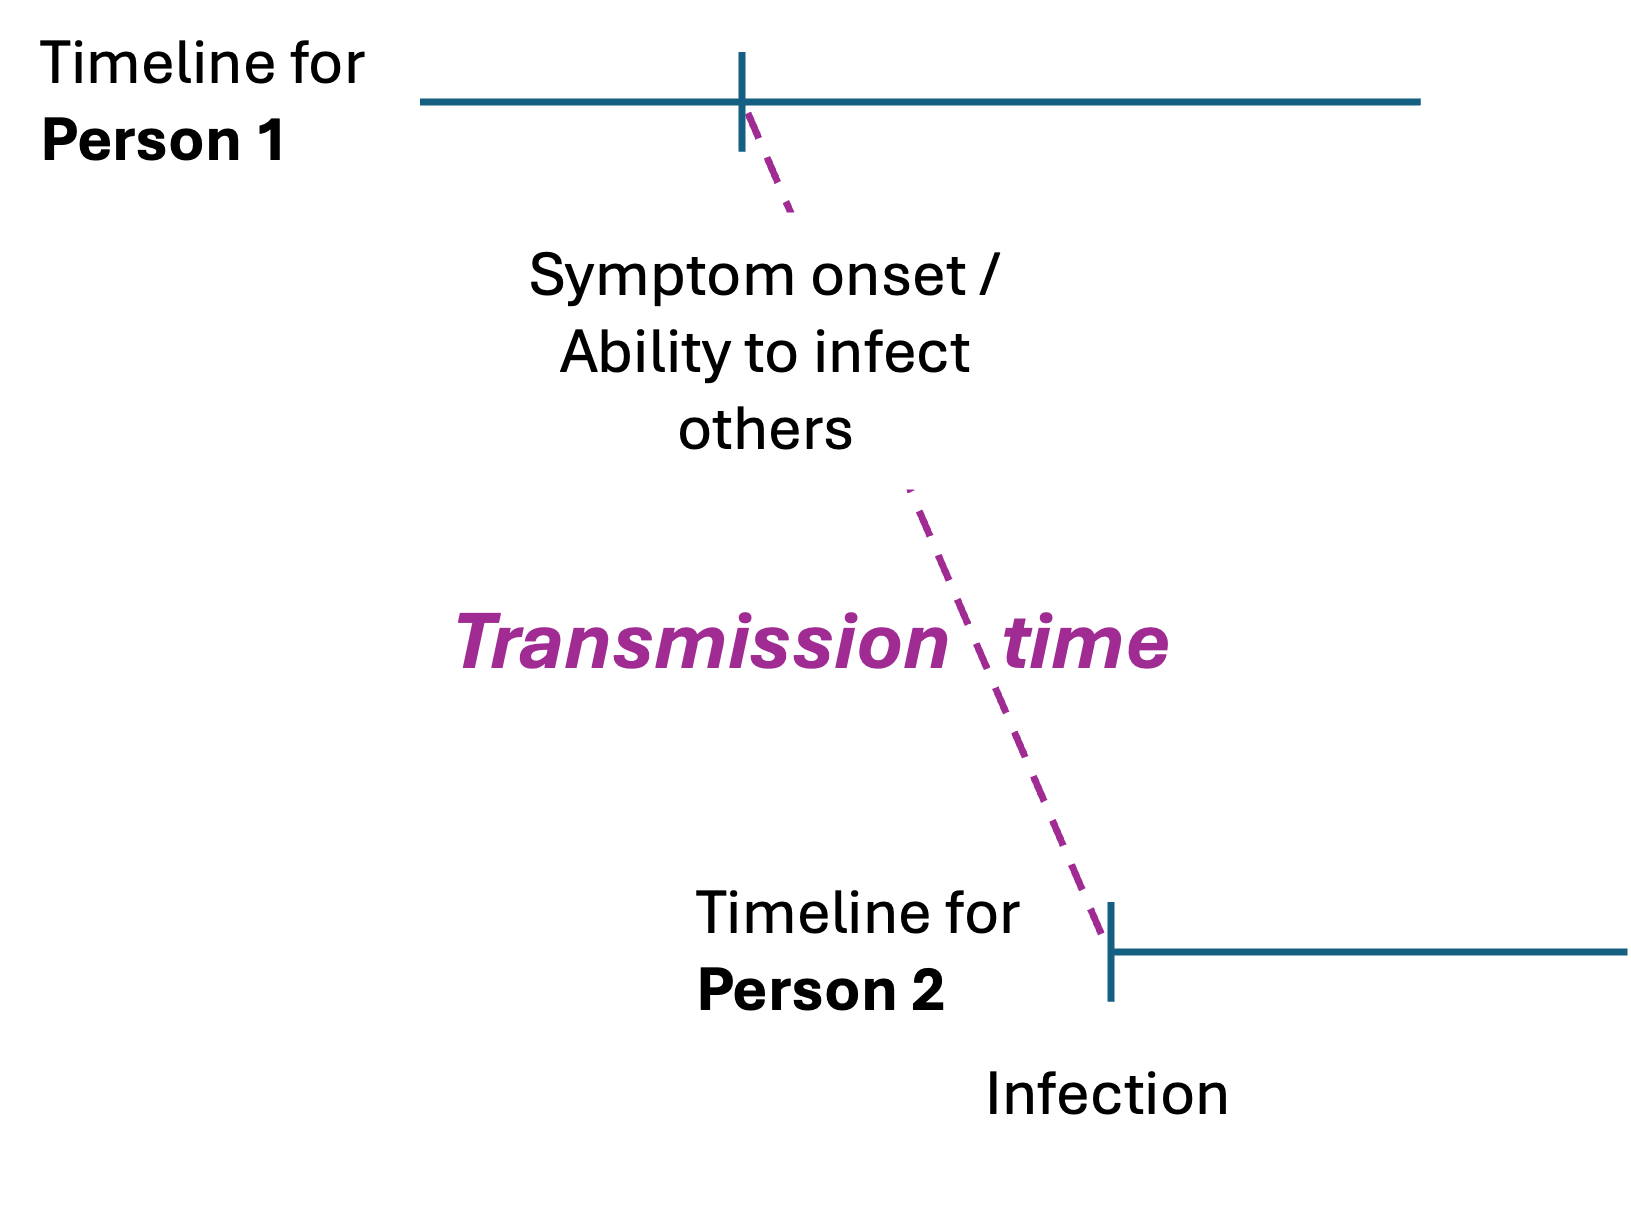 Timeline for
Person 1
Symptom onset /
Ability to infect
others
Transmission time
Timeline for
Person 2
Infection